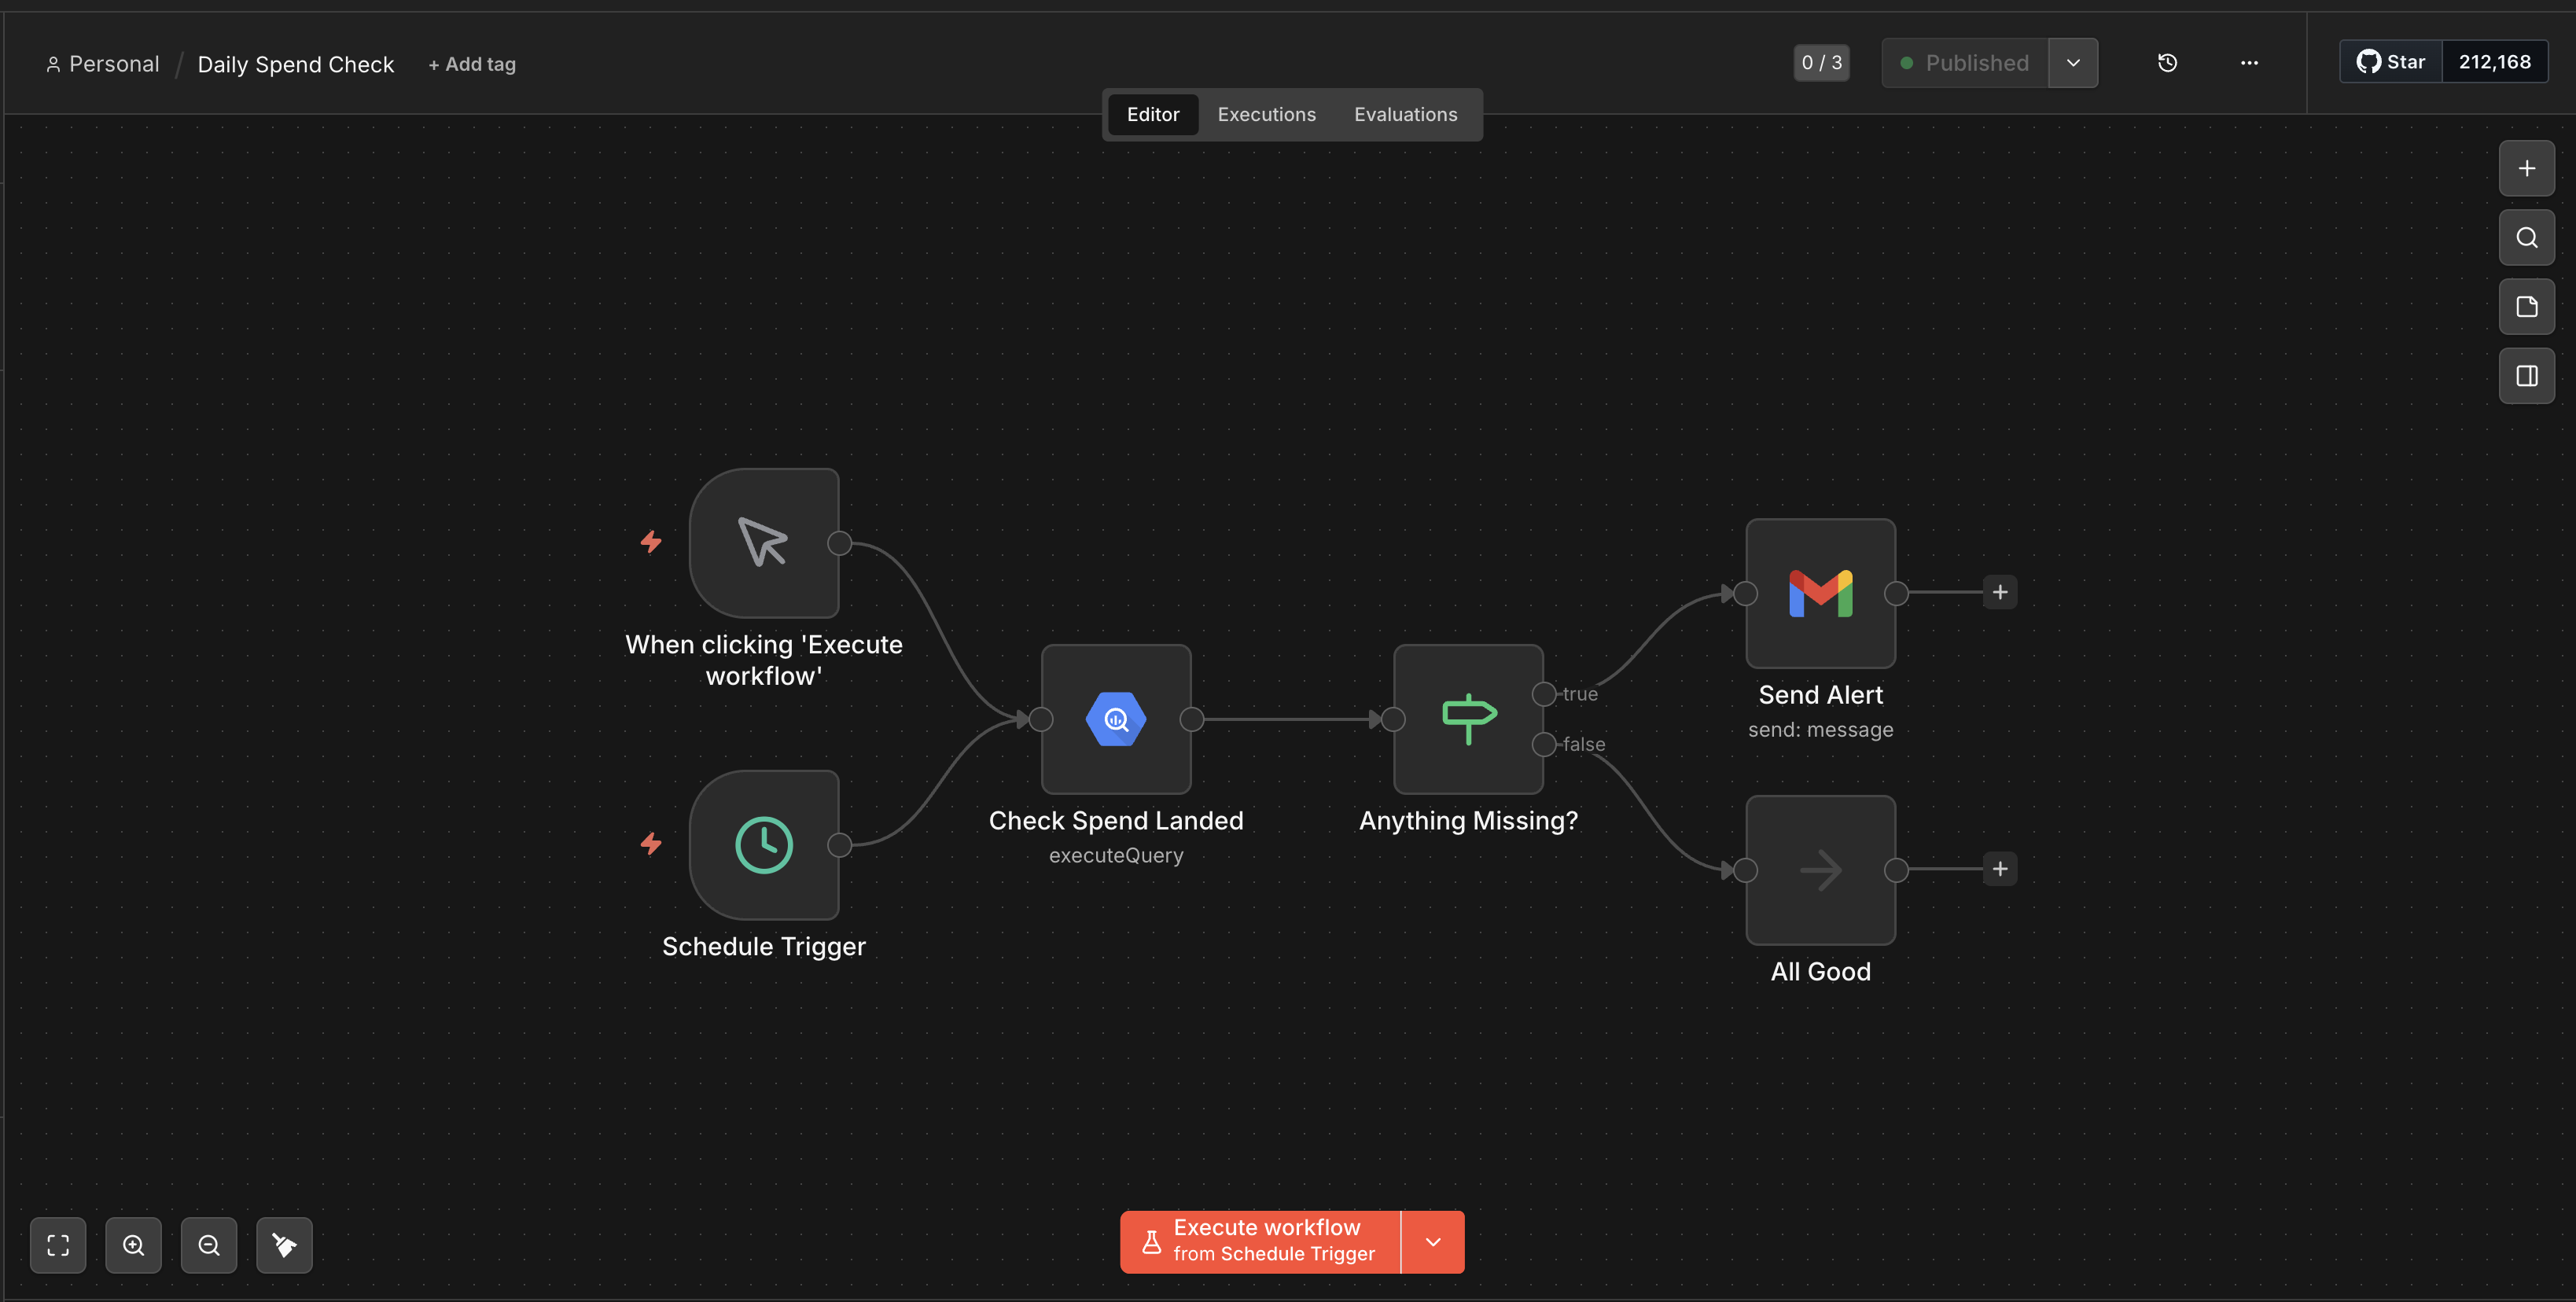 Personal / Daily Spend Check + Add tag
0 / 3
Published
Star 212,168
Editor Executions Evaluations
When clicking 'Execute
workflow'
Schedule Trigger
Check Spend Landed
executeQuery
Anything Missing?
true
false
Send Alert
send: message
All Good
Execute workflow
from Schedule Trigger